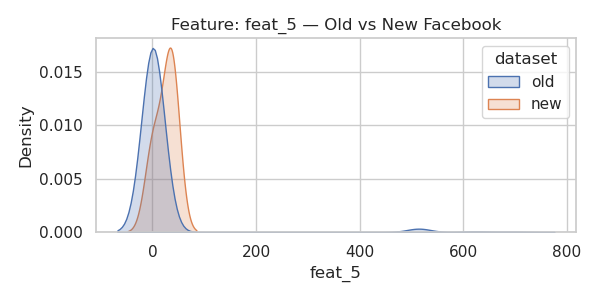 Feature: feat_5 — Old vs New Facebook
dataset
old
new
Density
0.015
0.010
0.005
0.000
0
200
400
600
800
feat_5